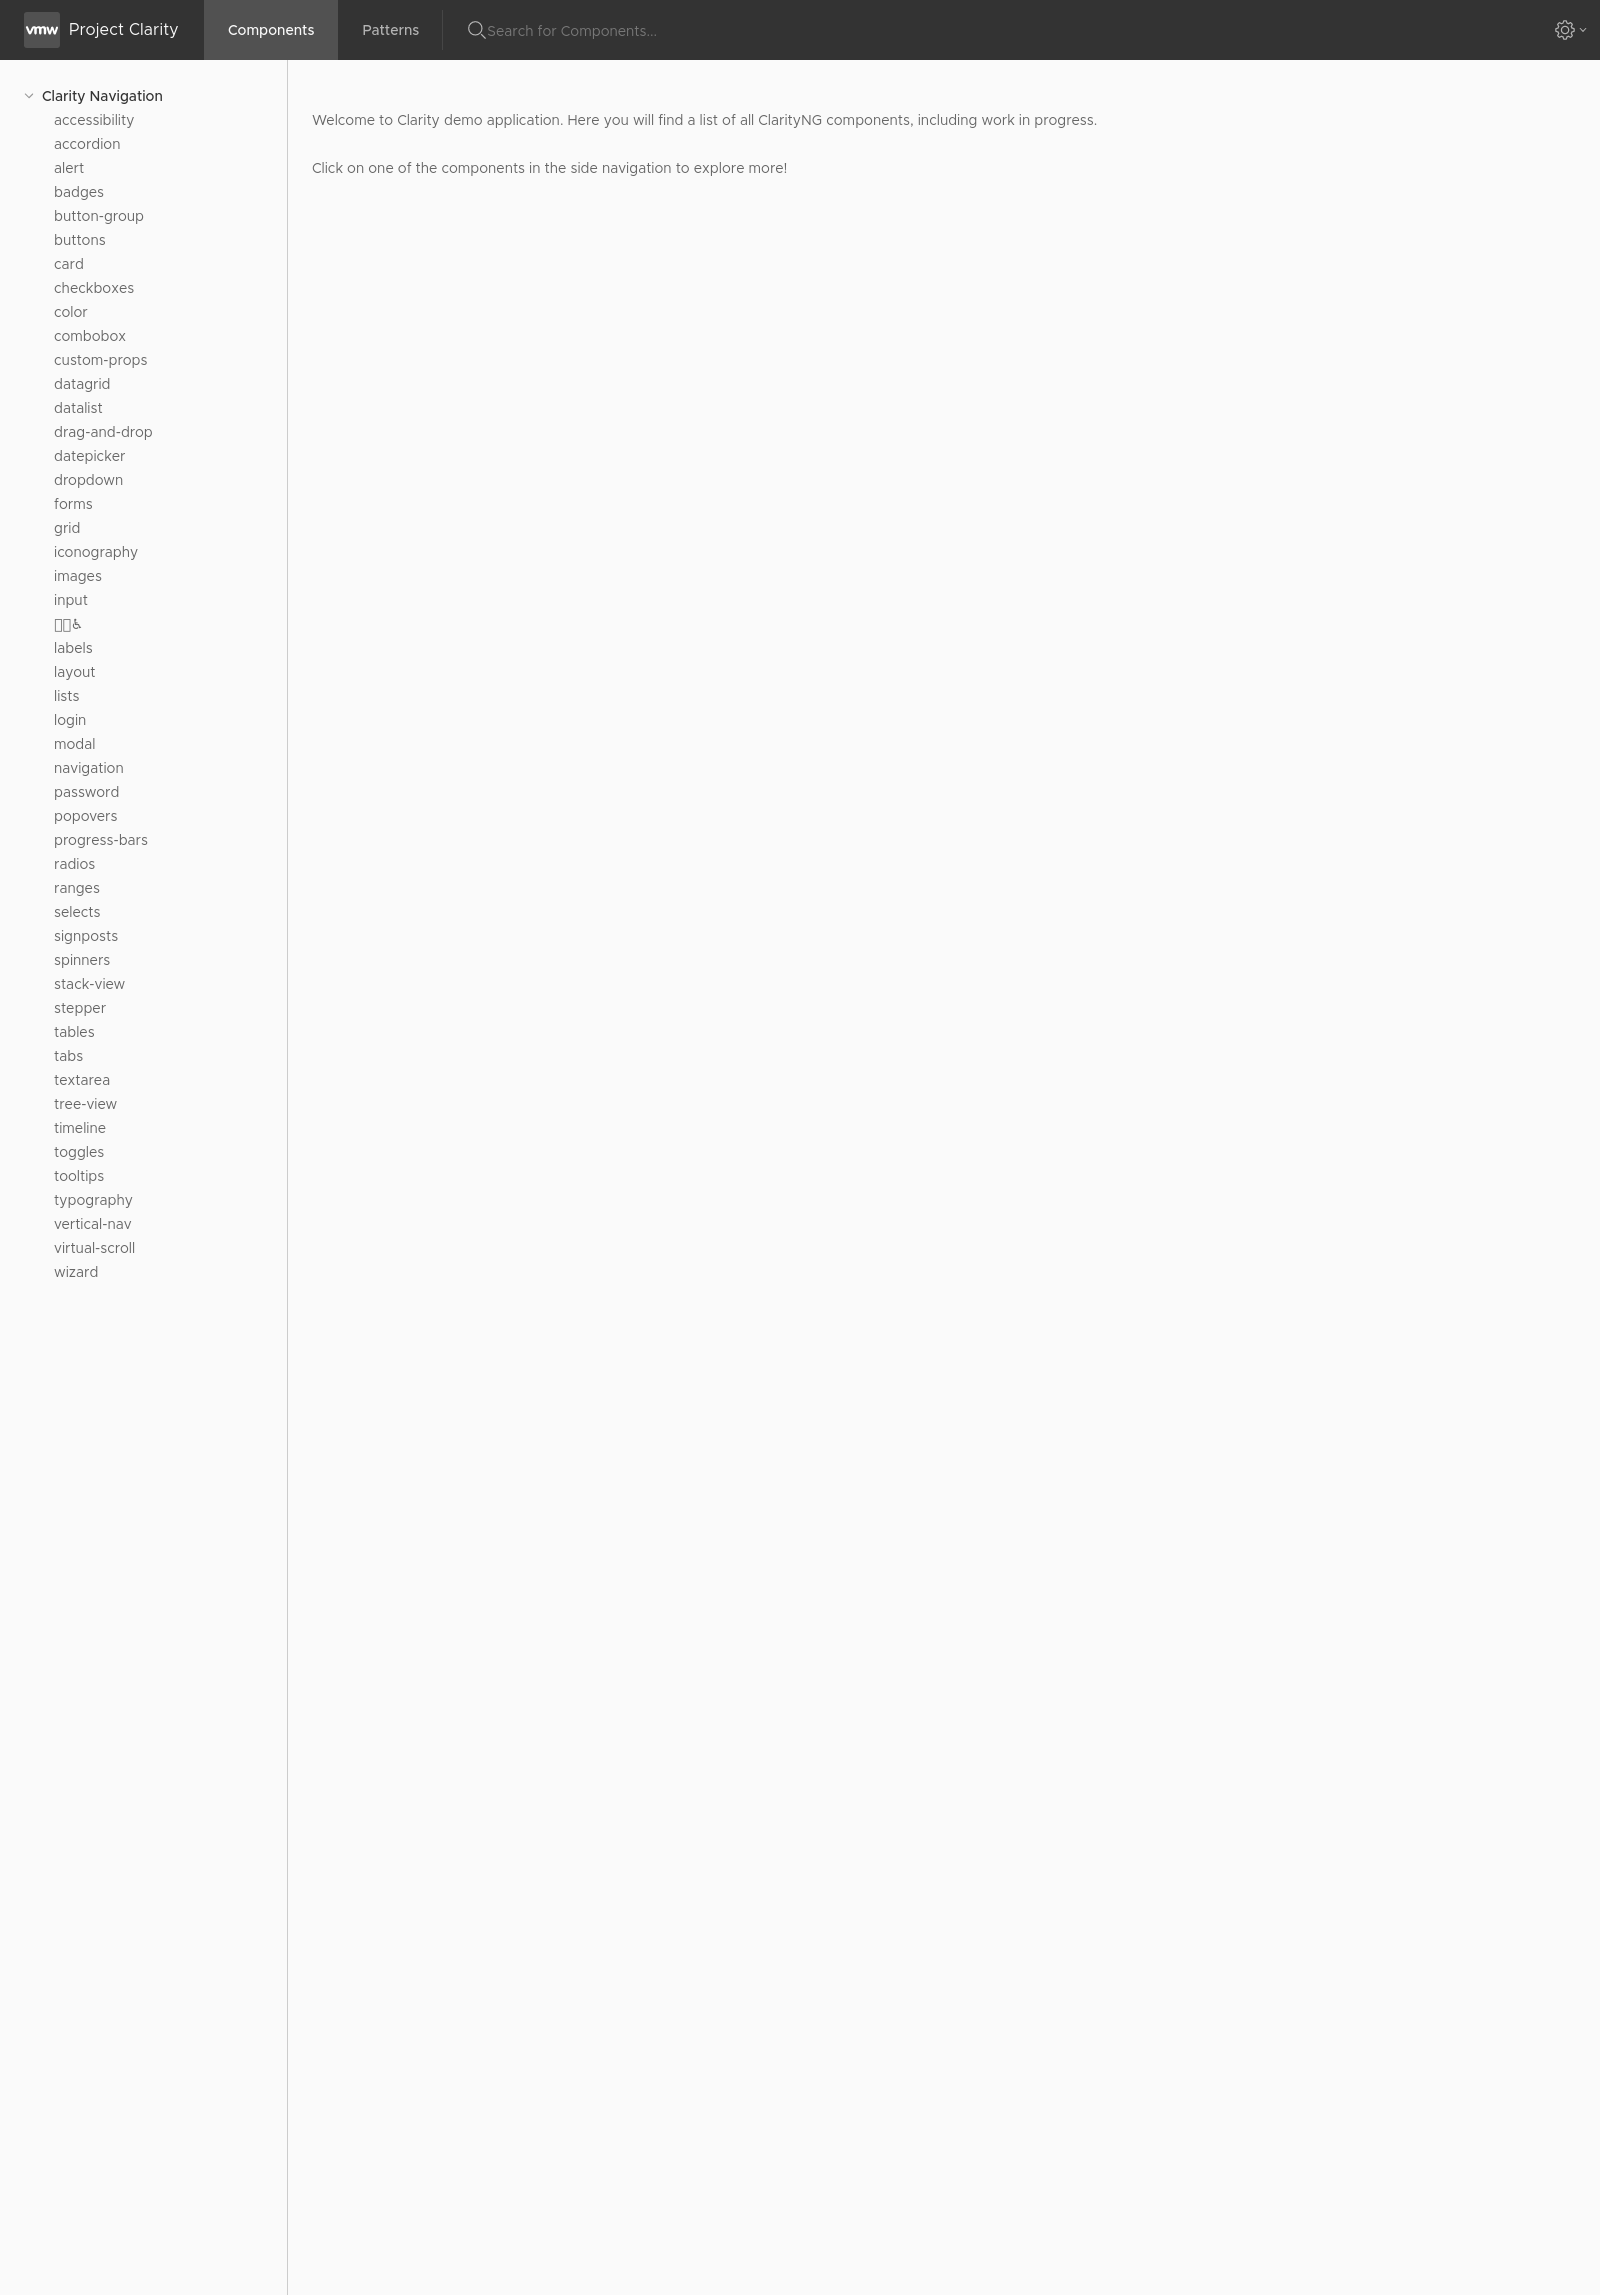 vmw Project Clarity Components Patterns Search for Components...
Clarity Navigation
accessibility
accordion
alert
badges
button-group
buttons
card
checkboxes
color
combobox
custom-props
datagrid
datalist
drag-and-drop
datepicker
dropdown
forms
grid
iconography
images
input
♿
labels
layout
lists
login
modal
navigation
password
popovers
progress-bars
radios
ranges
selects
signposts
spinners
stack-view
stepper
tables
tabs
textarea
tree-view
timeline
toggles
tooltips
typography
vertical-nav
virtual-scroll
wizard
Welcome to Clarity demo application. Here you will find a list of all ClarityNG components, including work in progress.
Click on one of the components in the side navigation to explore more!